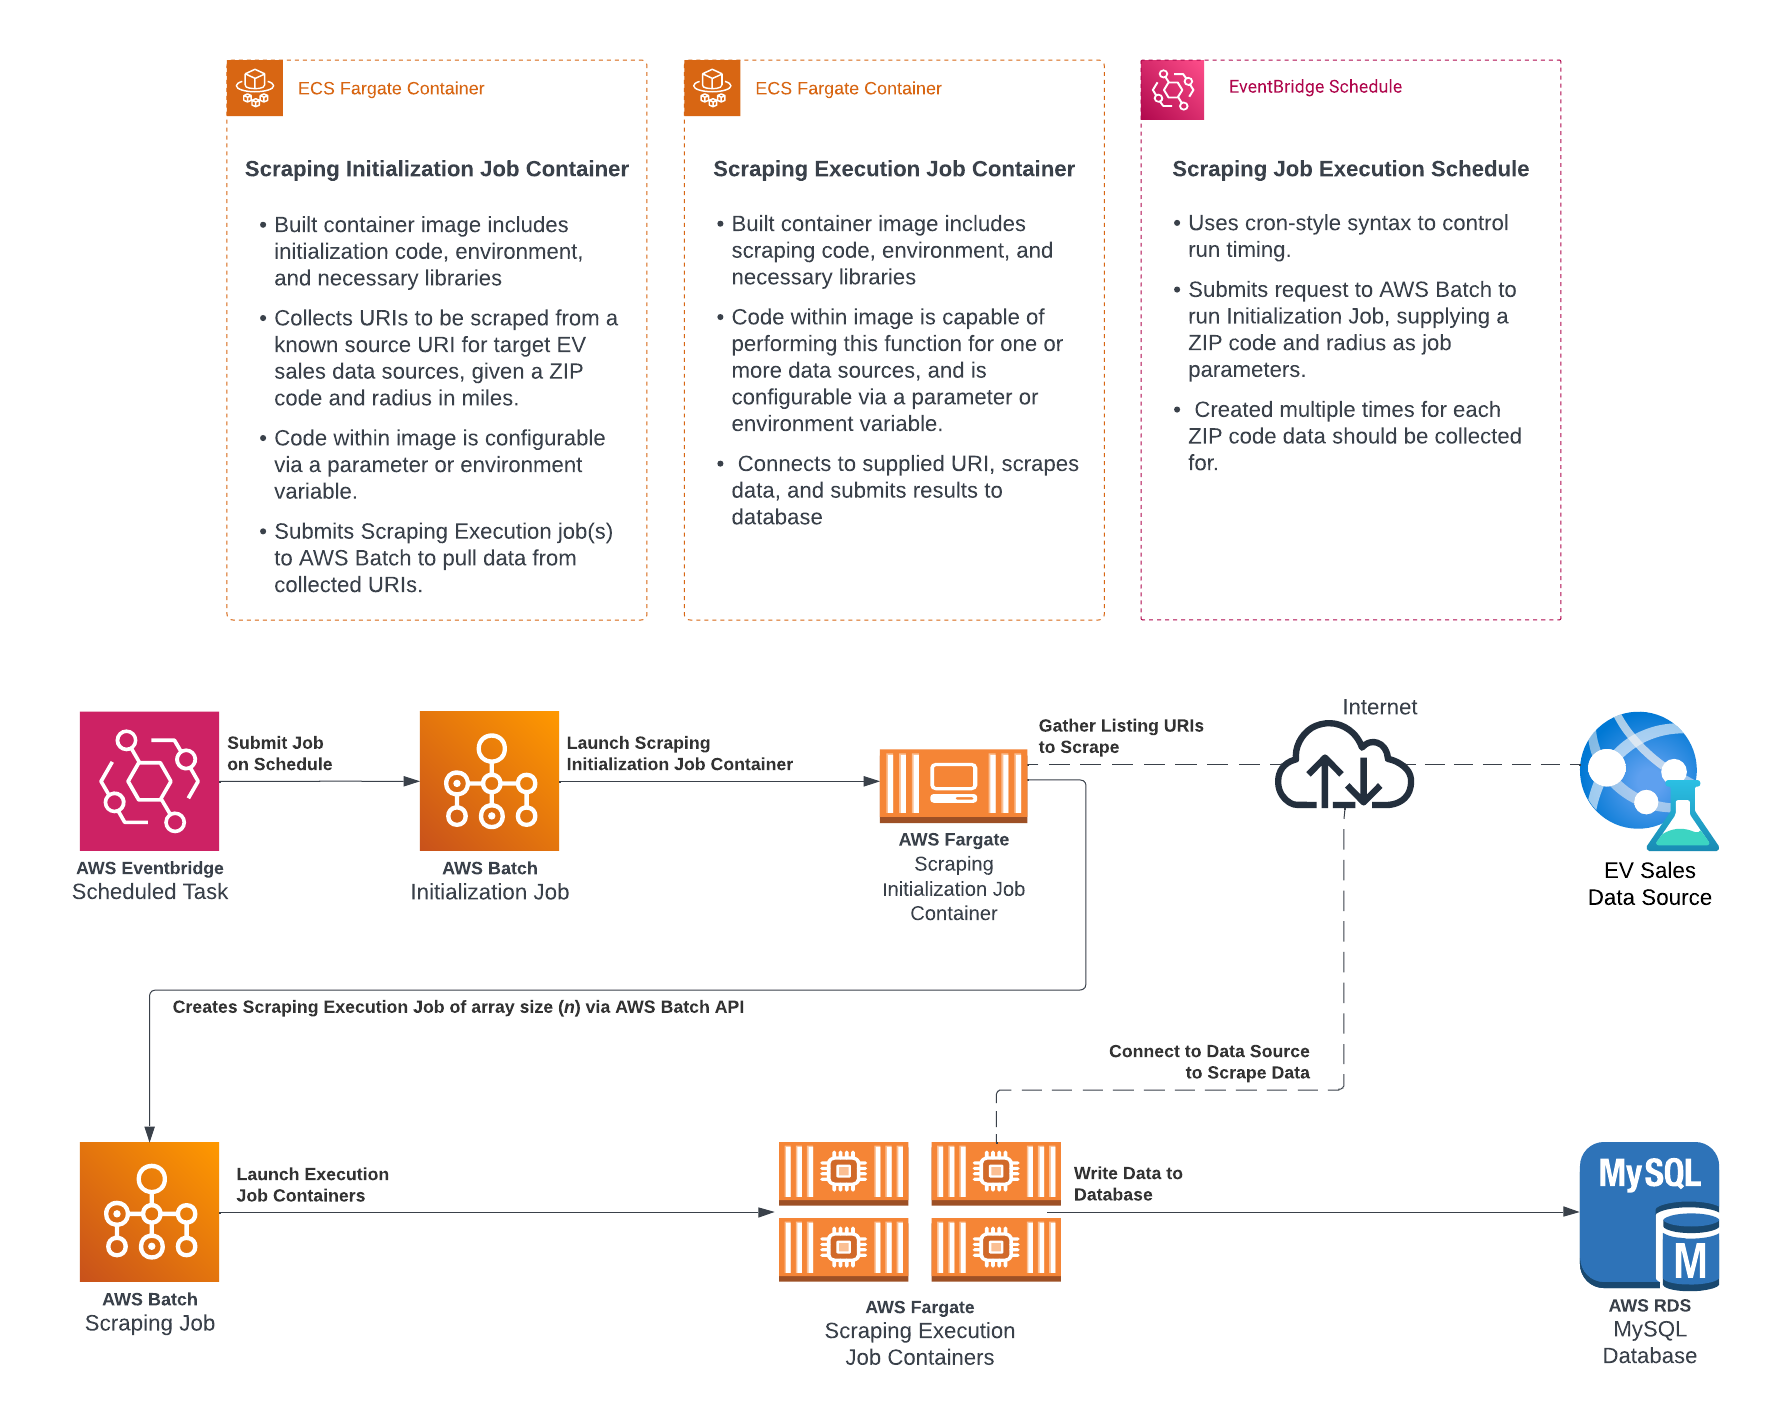 ECS Fargate Container
Scraping Initialization Job Container
• Built container image includes
initialization code, environment,
and necessary libraries
• Collects URIs to be scraped from a
known source URI for target EV
sales data sources, given a ZIP
code and radius in miles.
• Code within image is configurable
via a parameter or environment
variable.
• Submits Scraping Execution job(s)
to AWS Batch to pull data from
collected URIs.
ECS Fargate Container
Scraping Execution Job Container
• Built container image includes
scraping code, environment, and
necessary libraries
• Code within image is capable of
performing this function for one or
more data sources, and is
configurable via a parameter or
environment variable.
• Connects to supplied URI, scrapes
data, and submits results to
database
EventBridge Schedule
Scraping Job Execution Schedule
• Uses cron-style syntax to control
run timing.
• Submits request to AWS Batch to
run Initialization Job, supplying a
ZIP code and radius as job
parameters.
• Created multiple times for each
ZIP code data should be collected
for.
AWS Eventbridge
Scheduled Task
Submit Job
on Schedule
AWS Batch
Initialization Job
Launch Scraping
Initialization Job Container
AWS Fargate
Scraping
Initialization Job
Container
Gather Listing URIs
to Scrape
Internet
EV Sales
Data Source
Creates Scraping Execution Job of array size (n) via AWS Batch API
Connect to Data Source
to Scrape Data
AWS Batch
Scraping Job
Launch Execution
Job Containers
AWS Fargate
Scraping Execution
Job Containers
Write Data to
Database
MySQL
M
AWS RDS
MySQL
Database